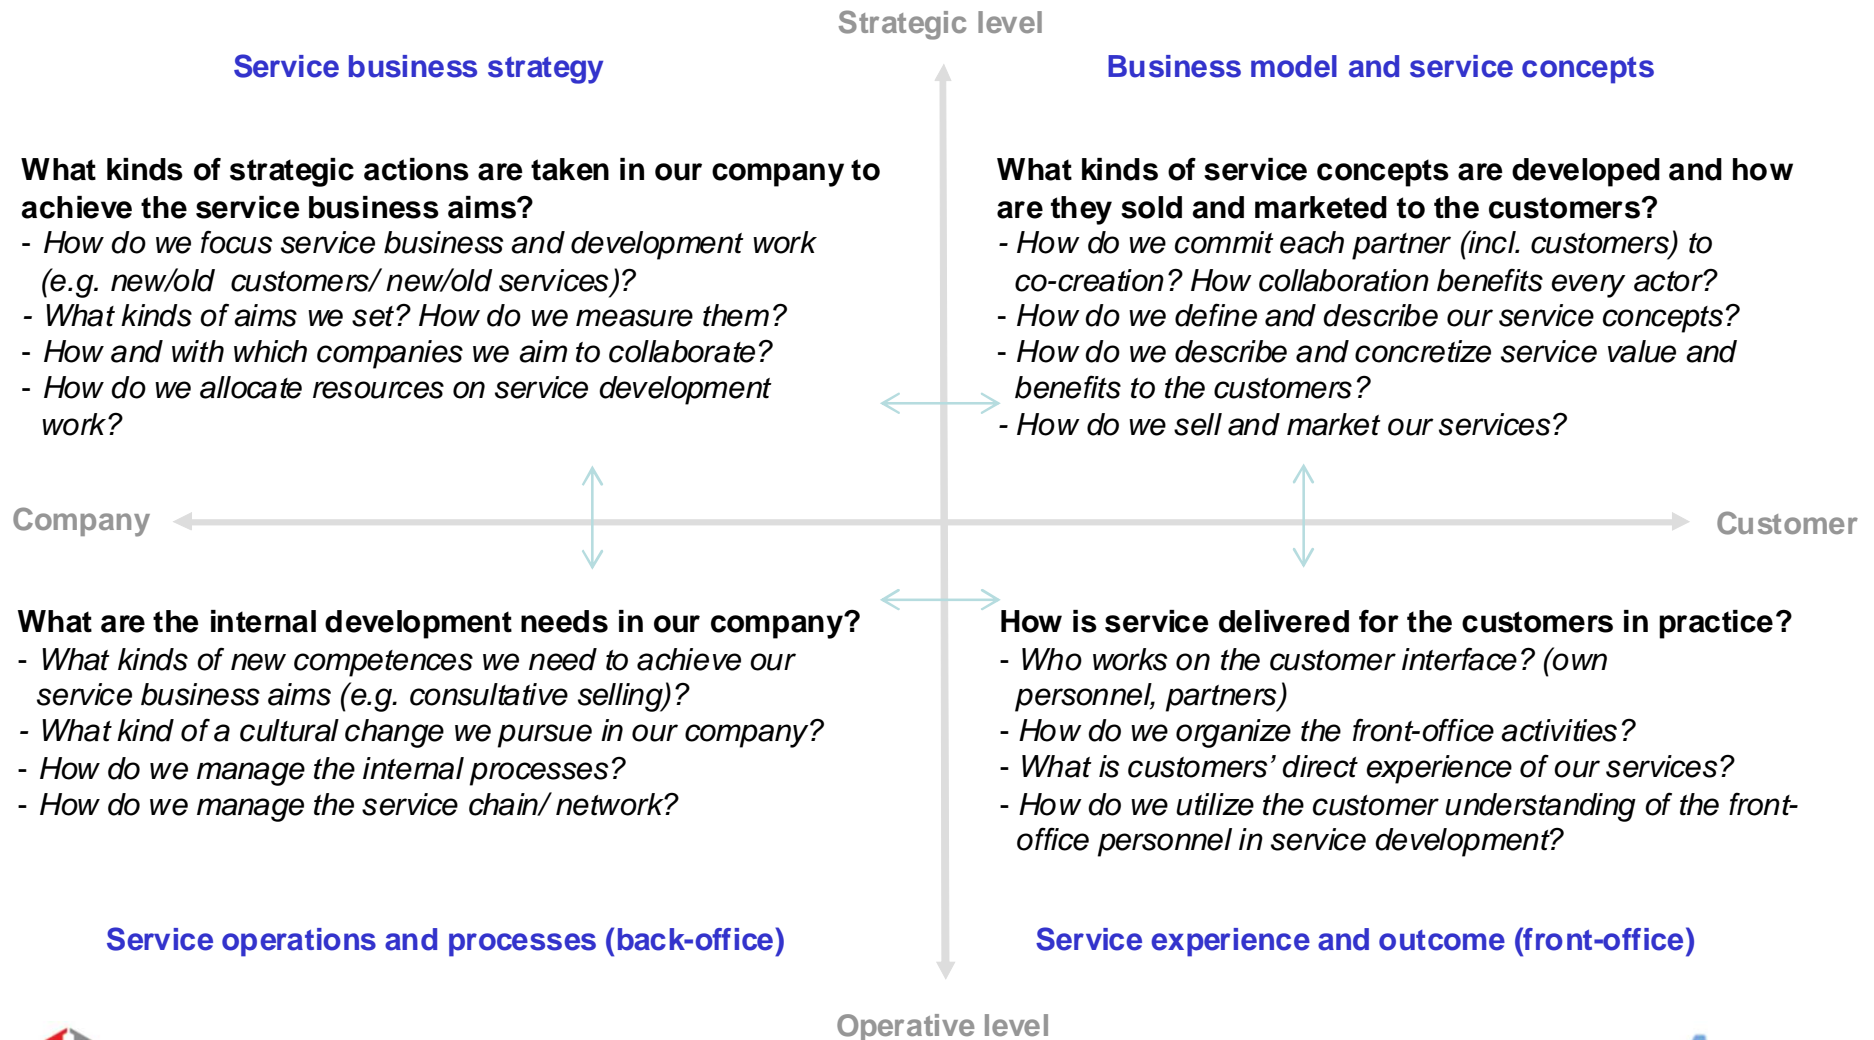 Strategic level
Service business strategy
Business model and service concepts
What kinds of strategic actions are taken in our company to
achieve the service business aims?
- How do we focus service business and development work
(e.g. new/old  customers/ new/old services)?
- What kinds of aims we set? How do we measure them?
- How and with which companies we aim to collaborate?
- How do we allocate resources on service development
work?
What kinds of service concepts are developed and how
are they sold and marketed to the customers?
- How do we commit each partner (incl. customers) to
co-creation? How collaboration benefits every actor?
- How do we define and describe our service concepts?
- How do we describe and concretize service value and
benefits to the customers?
- How do we sell and market our services?
Company
Customer
What are the internal development needs in our company?
- What kinds of new competences we need to achieve our
service business aims (e.g. consultative selling)?
- What kind of a cultural change we pursue in our company?
- How do we manage the internal processes?
- How do we manage the service chain/ network?
How is service delivered for the customers in practice?
- Who works on the customer interface? (own
personnel, partners)
- How do we organize the front-office activities?
- What is customers’ direct experience of our services?
- How do we utilize the customer understanding of the front-
office personnel in service development?
Service operations and processes (back-office)
Service experience and outcome (front-office)
Operative level